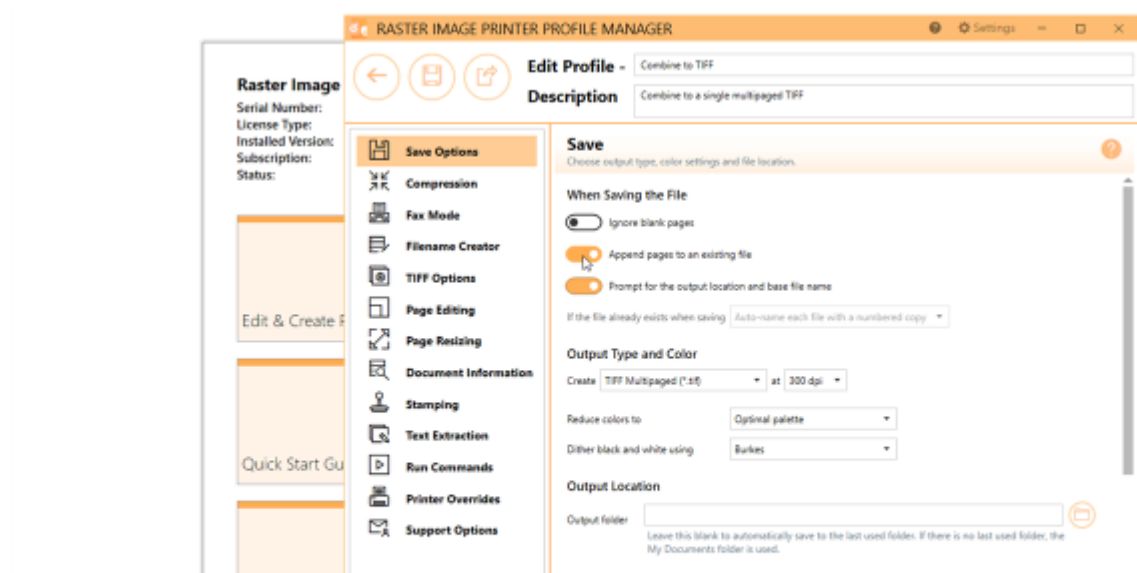 RASTER IMAGE PRINTER PROFILE MANAGER
Settings
Raster Image
Serial Number:
License Type:
Installed Version:
Subscription:
Status:
Edit & Create
Quick Start Gu
Edit Profile - Combine to TIFF
Description Combine to a single multipaged TIFF
Save Options
Compression
Fax Mode
Filename Creator
TIFF Options
Page Editing
Page Resizing
Document Information
Stamping
Text Extraction
Run Commands
Printer Overrides
Support Options
Save
Choose output type, color settings and file location.
When Saving the File
Ignore blank pages
Append pages to an existing file
Prompt for the output location and base file name
If the file already exists when saving Auto-name each file with a numbered copy
Output Type and Color
Create TIFF Multipaged (*.tif) at 300 dpi
Reduce colors to Optimal palette
Dither black and white using Burkes
Output Location
Output folder
Leave this blank to automatically save to the last used folder. If there is no last used folder, the
My Documents folder is used.